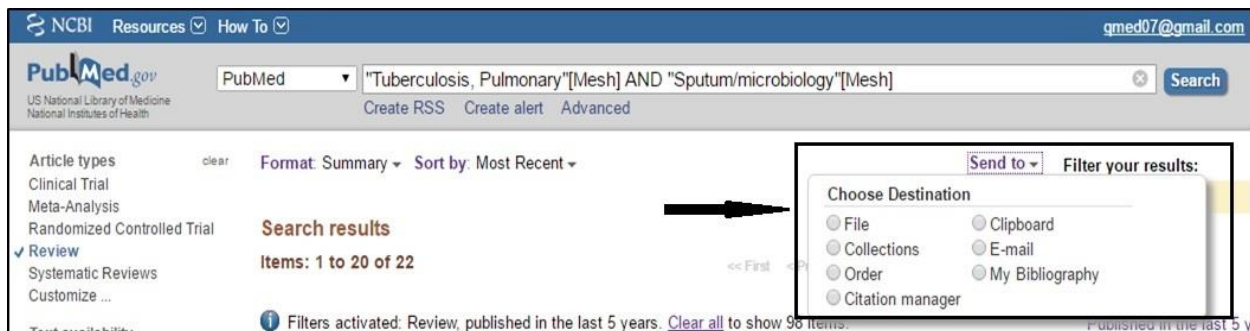 NCBI Resources How To qmed07@gmail.com
PubMed.gov
US National Library of Medicine
National Institutes of Health
PubMed "Tuberculosis, Pulmonary"[Mesh] AND "Sputum/microbiology"[Mesh] Search
Create RSS Create alert Advanced
Article types clear
Clinical Trial
Meta-Analysis
Randomized Controlled Trial
Review
Systematic Reviews
Customize ...
Format: Summary Sort by: Most Recent
Send to Filter your results:
Search results
Items: 1 to 20 of 22
<< First
Choose Destination
File Clipboard
Collections E-mail
Order My Bibliography
Citation manager
Filters activated: Review, published in the last 5 years. Clear all to show 98 items.
Text availability
Published in the last 5